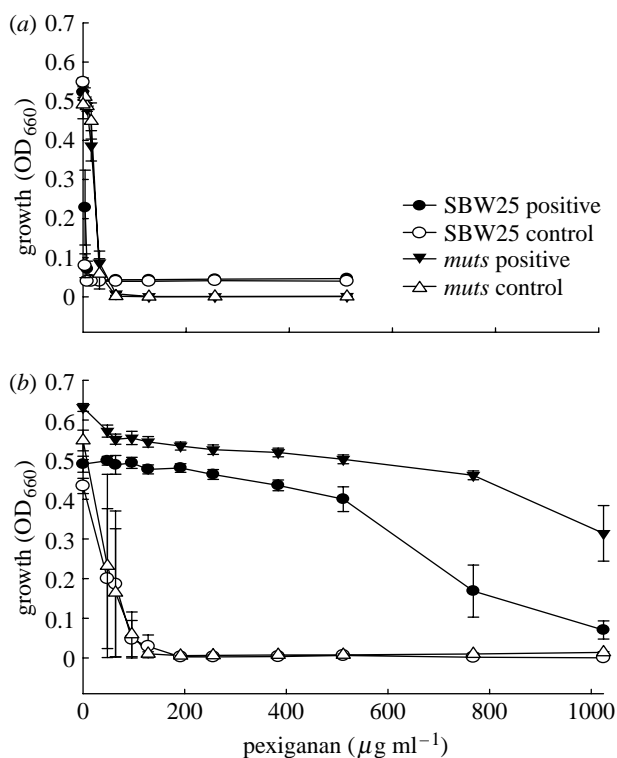 (a)
0.7
0.6
0.5
0.4
0.3
0.2
0.1
0
growth (OD660)
SBW25 positive
SBW25 control
muts positive
muts control
(b)
0.7
0.6
0.5
0.4
0.3
0.2
0.1
0
growth (OD660)
0 200 400 600 800 1000
pexiganan (μg ml−1)